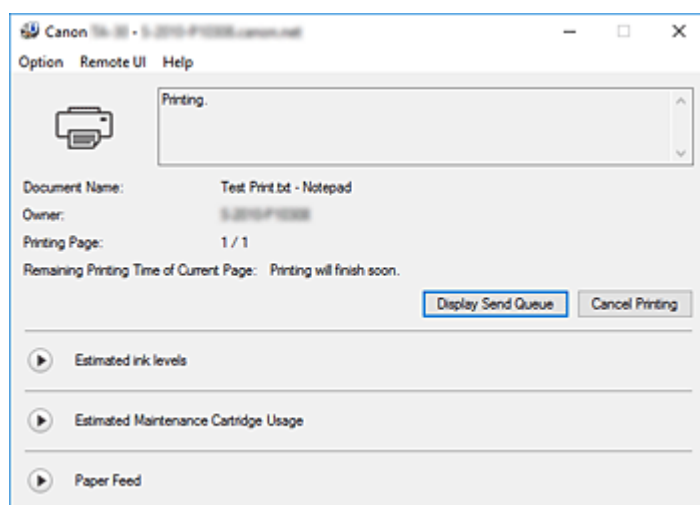 Canon
Option Remote UI Help
Printing.
Document Name: Test Print.txt - Notepad
Owner:
Printing Page: 1 / 1
Remaining Printing Time of Current Page: Printing will finish soon.
Display Send Queue Cancel Printing
Estimated ink levels
Estimated Maintenance Cartridge Usage
Paper Feed